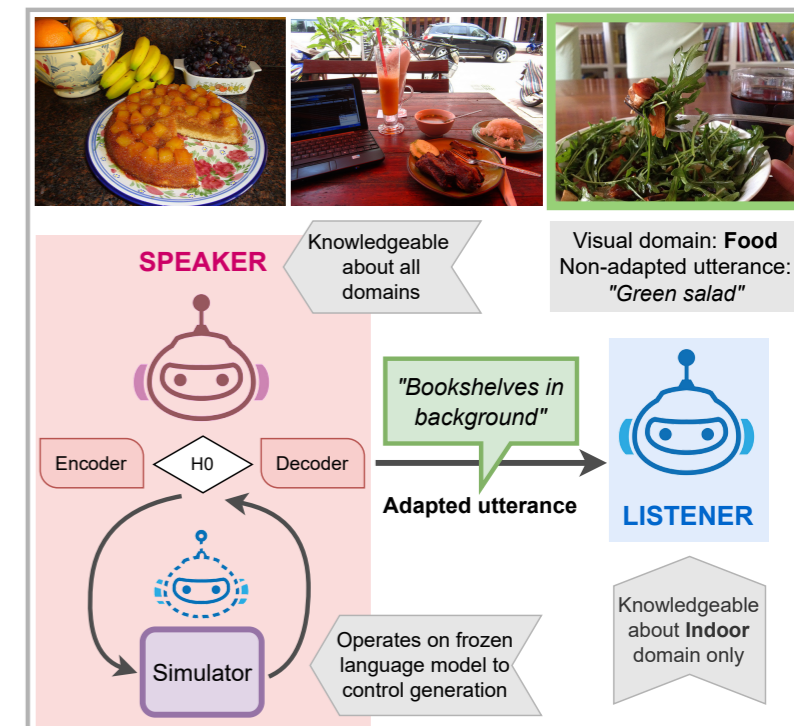 SPEAKER
Knowledgeable
about all
domains
Visual domain: Food
Non-adapted utterance:
"Green salad"
"Bookshelves in
background"
Encoder
H0
Decoder
Adapted utterance
LISTENER
Simulator
Operates on frozen
language model to
control generation
Knowledgeable
about Indoor
domain only